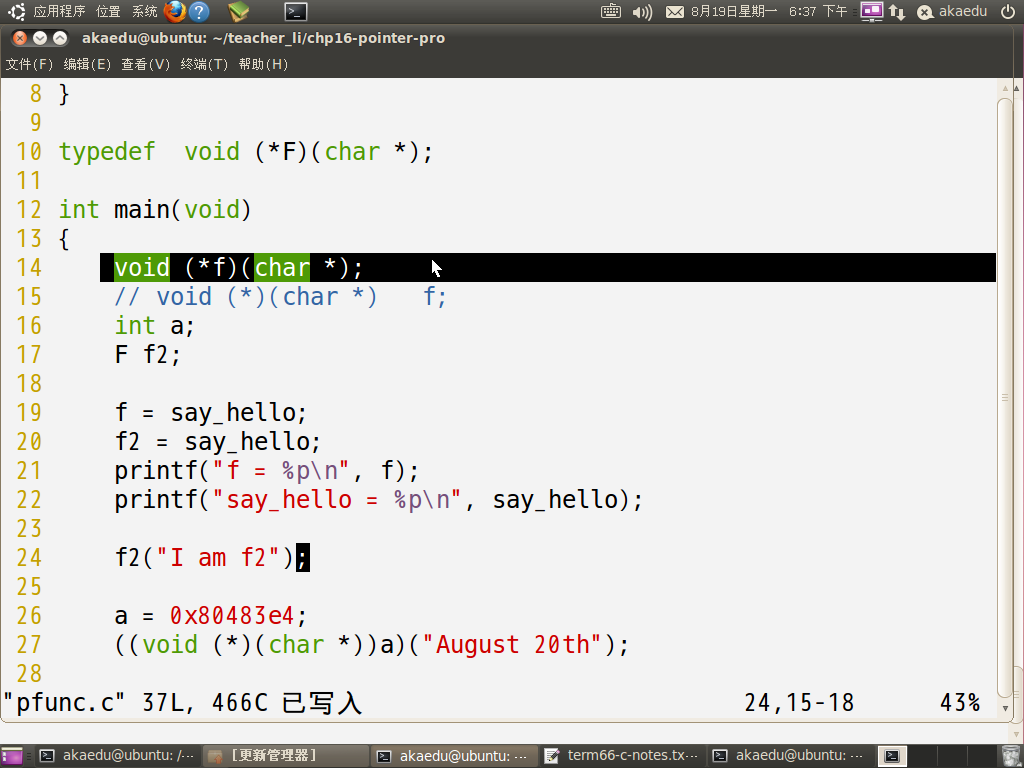 应用程序 位置 系统 8月19日星期一 6:37 下午 akaedu
akaedu@ubuntu: ~/teacher_li/chp16-pointer-pro
文件(F) 编辑(E) 查看(V) 终端(T) 帮助(H)
8 }
9
10 typedef  void (*F)(char *);
11
12 int main(void)
13 {
14     void (*f)(char *);
15     // void (*)(char *)   f;
16     int a;
17     F f2;
18
19     f = say_hello;
20     f2 = say_hello;
21     printf("f = %p\n", f);
22     printf("say_hello = %p\n", say_hello);
23
24     f2("I am f2");
25
26     a = 0x80483e4;
27     ((void (*)(char *))a)("August 20th");
28
"pfunc.c" 37L, 466C 已写入 24,15-18 43%
akaedu@ubuntu: /··· [更新管理器] akaedu@ubuntu: ··· term66-c-notes.tx··· akaedu@ubuntu: ···